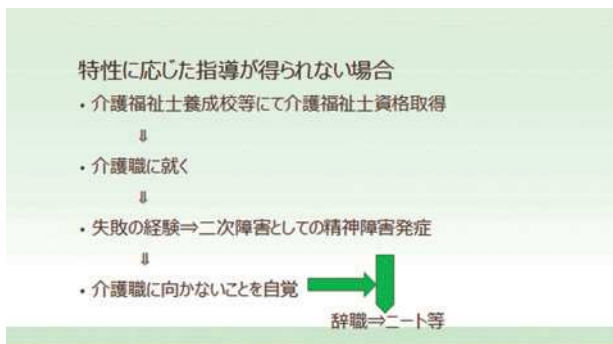 特性に応じた指導が得られない場合
・介護福祉士養成校等にて介護福祉士資格取得
⇓
・介護職に就く
⇓
・失敗の経験⇒二次障害としての精神障害発症
⇓
・介護職に向かないことを自覚
辞職⇒ニート等